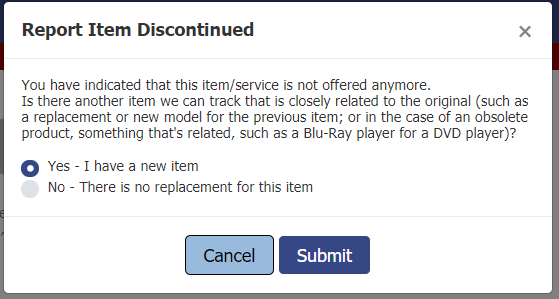 Report Item Discontinued
×
You have indicated that this item/service is not offered anymore.
Is there another item we can track that is closely related to the original (such as
a replacement or new model for the previous item; or in the case of an obsolete
product, something that's related, such as a Blu-Ray player for a DVD player)?
Yes - I have a new item
No - There is no replacement for this item
Cancel Submit